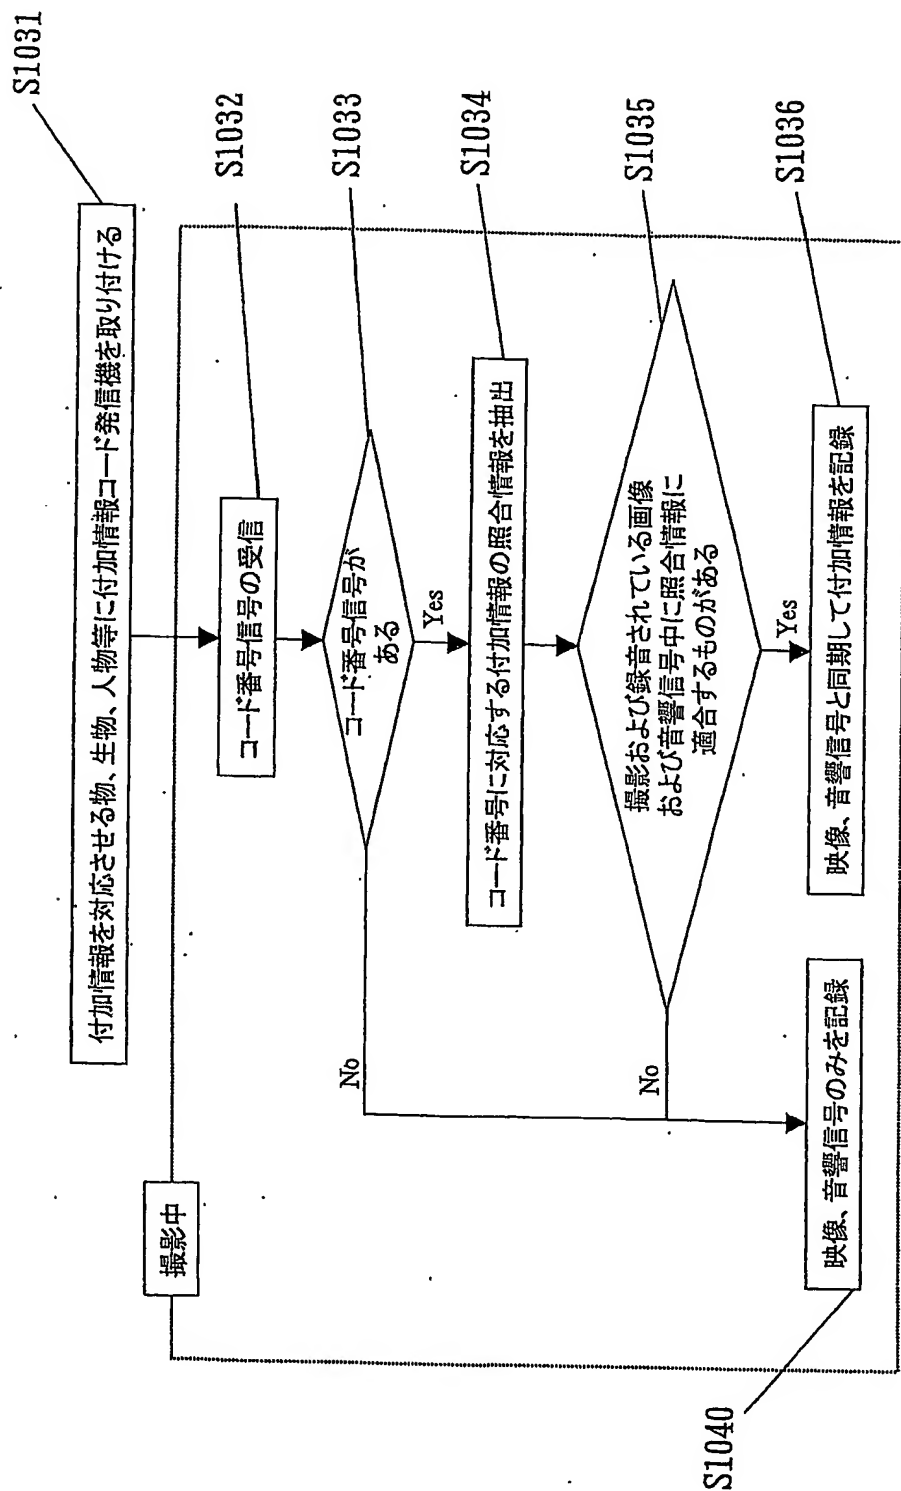 S1031
付加情報を対応させる物、生物、人物等に付加情報コード発信機を取り付ける
撮影中
S1032
コード番号信号の受信
S1033
コード番号信号が
ある
No
Yes
S1034
コード番号に対応する付加情報の照合情報を抽出
S1035
撮影および録音されている画像
および音響信号中に照合情報に
適合するものがある
No
Yes
S1036
映像、音響信号と同期して付加情報を記録
映像、音響信号のみを記録
S1040